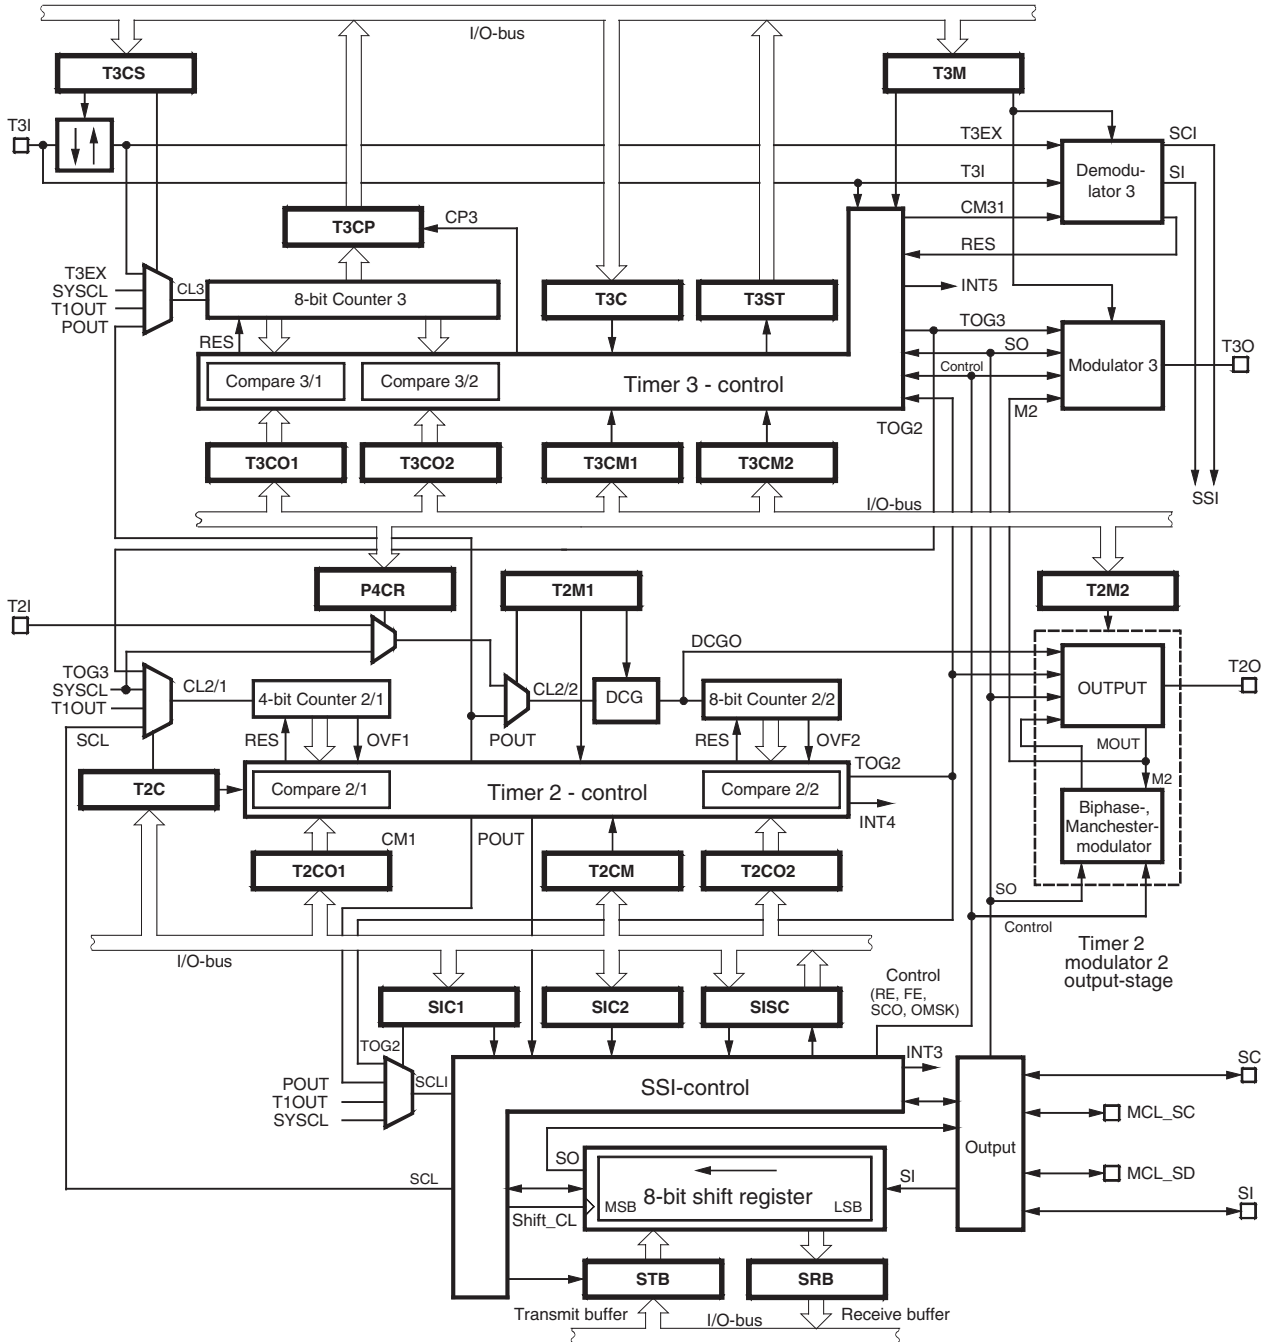 I/O-bus
T3CS
T3M
T3I
T3EX
SCI
T3I
SI
Demodu-
lator 3
CM31
T3CP
CP3
RES
T3EX
SYSCL
T1OUT
POUT
CL3
8-bit Counter 3
T3C
T3ST
INT5
RES
TOG3
SO
Control
Modulator 3
T3O
Compare 3/1
Compare 3/2
Timer 3 - control
M2
TOG2
T3CO1
T3CO2
T3CM1
T3CM2
SSI
I/O-bus
P4CR
T2M1
T2M2
T2I
DCGO
TOG3
SYSCL
T1OUT
SCL
CL2/1
4-bit Counter 2/1
CL2/2
DCG
8-bit Counter 2/2
OUTPUT
T2O
RES
OVF1
POUT
RES
OVF2
MOUT
TOG2
M2
T2C
Compare 2/1
Timer 2 - control
Compare 2/2
INT4
Biphase-,
Manchester-
modulator
CM1
POUT
T2CO1
T2CM
T2CO2
SO
Control
I/O-bus
Timer 2
modulator 2
output-stage
Control
(RE, FE,
SCO, OMSK)
SIC1
SIC2
SISC
TOG2
INT3
POUT
T1OUT
SYSCL
SCLI
SSI-control
SC
MCL_SC
Output
SO
SCL
8-bit shift register
MSB
LSB
SI
MCL_SD
SI
Shift_CL
STB
SRB
Transmit buffer
I/O-bus
Receive buffer